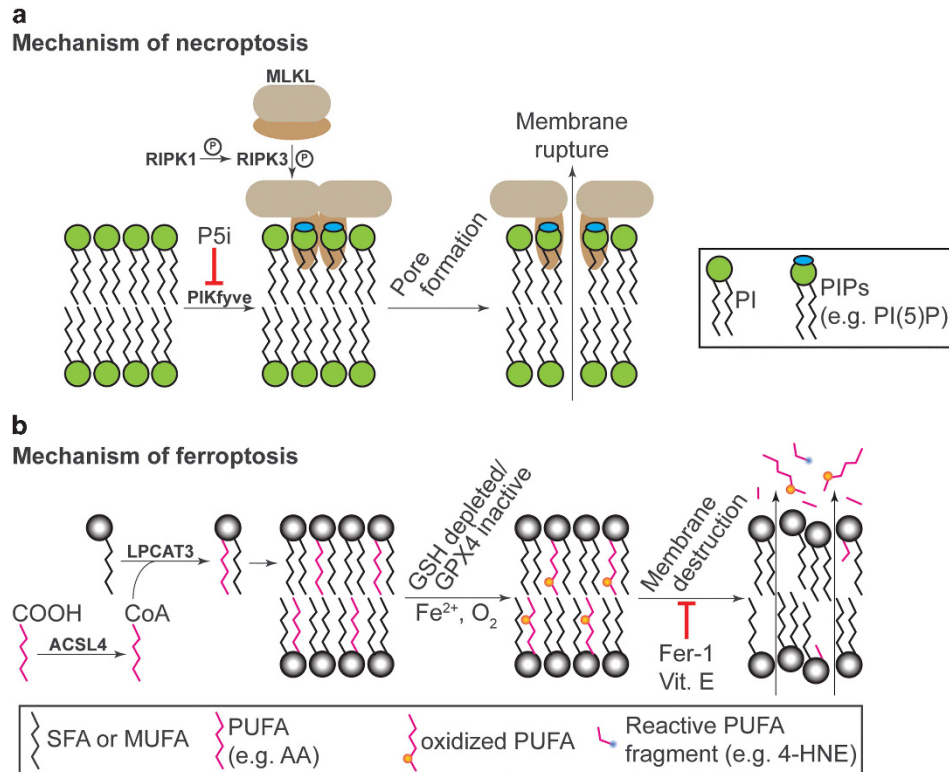 a
Mechanism of necroptosis
MLKL
RIPK1
P
RIPK3
P
Membrane
rupture
P5i
PIKfyve
Pore
formation
PI
PIPs
(e.g. PI(5)P)
b
Mechanism of ferroptosis
LPCAT3
COOH
CoA
ACSL4
GSH depleted/
GPX4 inactive
Fe²⁺, O₂
Membrane
destruction
Fer-1
Vit. E
SFA or MUFA
PUFA
(e.g. AA)
oxidized PUFA
Reactive PUFA
fragment (e.g. 4-HNE)